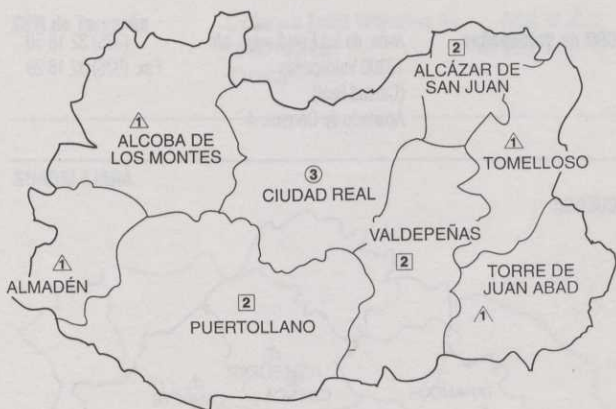 2
ALCÁZAR DE
SAN JUAN
1
ALCOBA DE
LOS MONTES
1
TOMELLOSO
3
CIUDAD REAL
VALDEPEÑAS
2
1
ALMADÉN
2
PUERTOLLANO
TORRE DE
JUAN ABAD
1